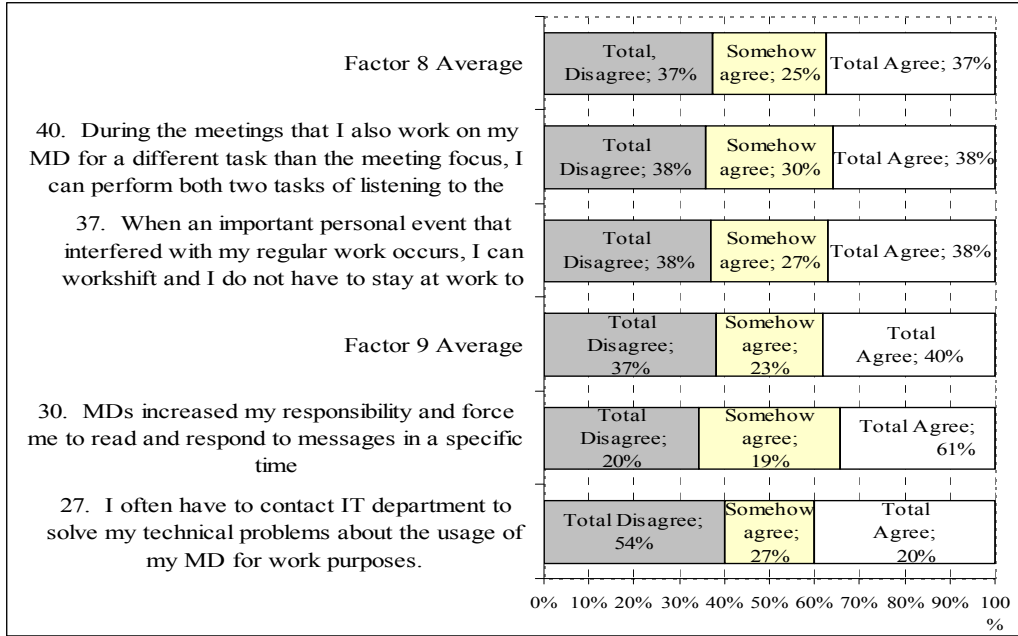 Factor 8 Average
Total,
Disagree; 37%
Somehow
agree; 25%
Total Agree; 37%
40. During the meetings that I also work on my
MD for a different task than the meeting focus, I
can perform both two tasks of listening to the
Total
Disagree; 38%
Somehow
agree; 30%
Total Agree; 38%
37. When an important personal event that
interfered with my regular work occurs, I can
workshift and I do not have to stay at work to
Total
Disagree; 38%
Somehow
agree; 27%
Total Agree; 38%
Factor 9 Average
Total
Disagree;
37%
Somehow
agree;
23%
Total
Agree; 40%
30. MDs increased my responsibility and force
me to read and respond to messages in a specific
time
Total
Disagree;
20%
Somehow
agree;
19%
Total Agree;
61%
27. I often have to contact IT department to
solve my technical problems about the usage of
my MD for work purposes.
Total Disagree;
54%
Somehow
agree;
27%
Total
Agree;
20%
0% 10% 20% 30% 40% 50% 60% 70% 80% 90% 100
%